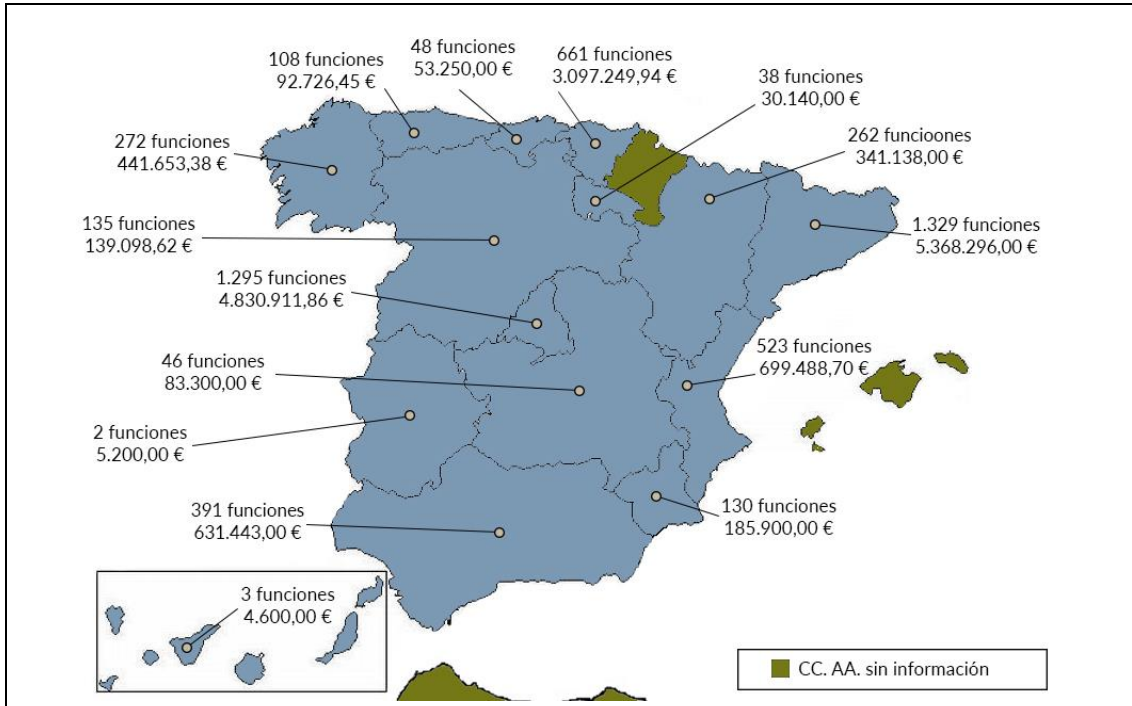 108 funciones
92.726,45 €
48 funciones
53.250,00 €
661 funciones
3.097.249,94 €
38 funciones
30.140,00 €
272 funciones
441.653,38 €
262 funcioones
341.138,00 €
135 funciones
139.098,62 €
1.329 funciones
5.368.296,00 €
1.295 funciones
4.830.911,86 €
46 funciones
83.300,00 €
523 funciones
699.488,70 €
2 funciones
5.200,00 €
391 funciones
631.443,00 €
130 funciones
185.900,00 €
3 funciones
4.600,00 €
CC. AA. sin información